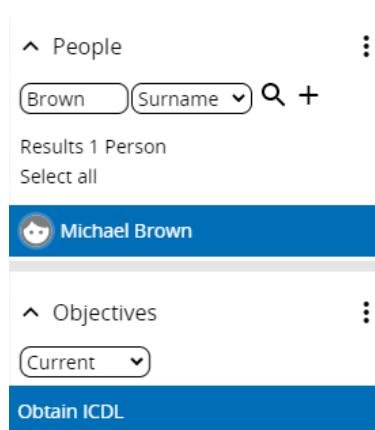 People
Brown Surname
Results 1 Person
Select all
Michael Brown
Objectives
Current
Obtain ICDL